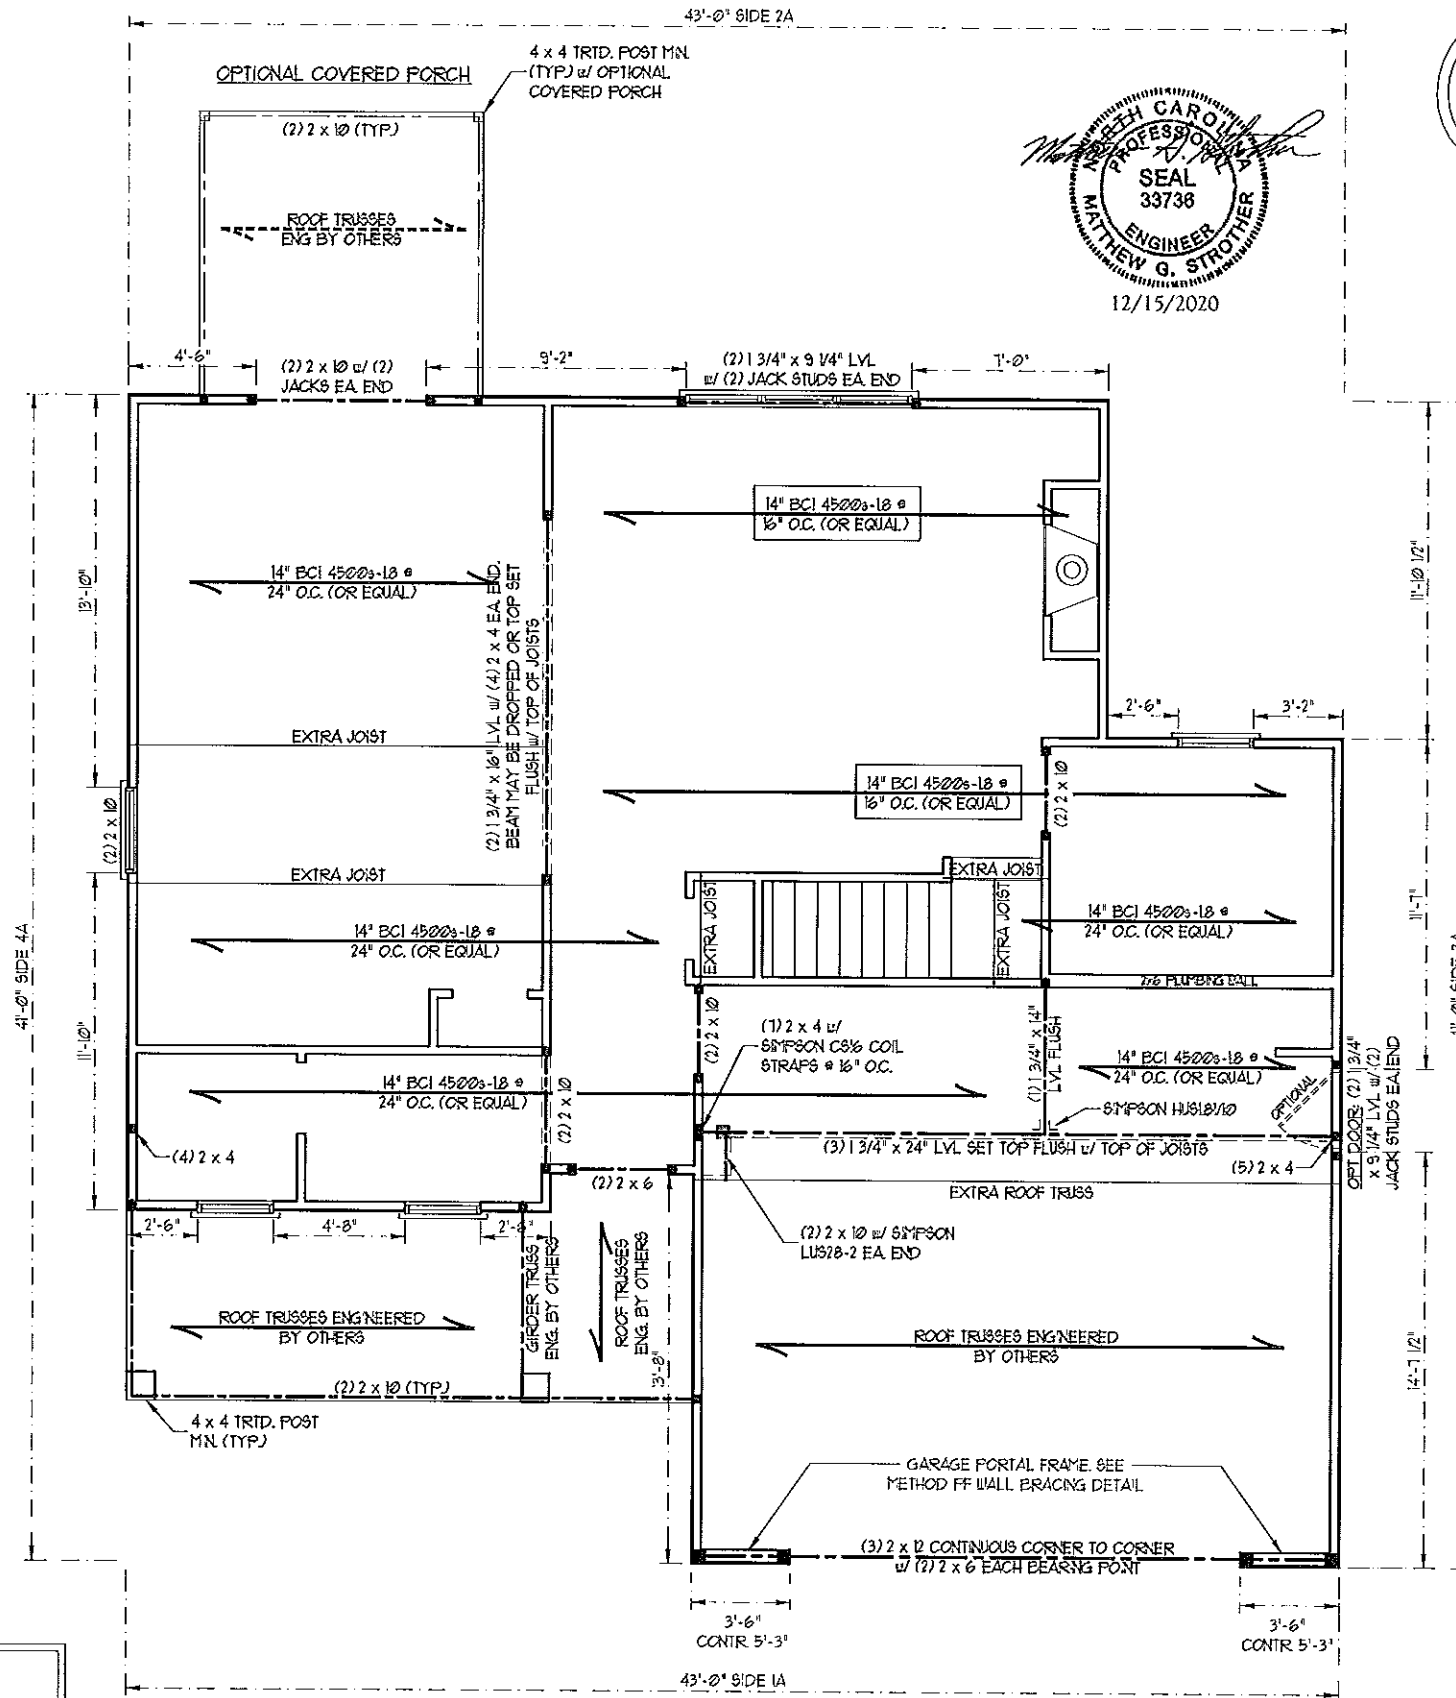 43'-0" SIDE 2A
OPTIONAL COVERED PORCH
4 x 4 TRTD. POST MIN.
(TYP.) w/ OPTIONAL
COVERED PORCH
(2) 2 x 10 (TYP.)
ROOF TRUSSES
ENG BY OTHERS
NORTH CAROLINA
PROFESSIONAL
SEAL
33736
ENGINEER
MATTHEW G. STROTHER
12/15/2020
4'-6"
(2) 2 x 10 w/ (2)
JACKS EA. END
9'-2"
(2) 1 3/4" x 9 1/4" LVL
w/ (2) JACK STUDS EA. END
7'-0"
14" BCI 4500s-1.8 @
16" O.C. (OR EQUAL)
14" BCI 4500s-1.8 @
24" O.C. (OR EQUAL)
(2) 1 3/4" x 16" LVL w/ (4) 2 x 4 EA. END.
BEAM MAY BE DROPPED OR TOP SET
FLUSH w/ TOP OF JOISTS
13'-10"
11'-10 1/2"
EXTRA JOIST
2'-6"
3'-2"
14" BCI 4500s-1.8 @
16" O.C. (OR EQUAL)
(2) 2 x 10
(2) 2 x 10
EXTRA JOIST
EXTRA JOIST
EXTRA JOIST
EXTRA JOIST
14" BCI 4500s-1.8 @
24" O.C. (OR EQUAL)
14" BCI 4500s-1.8 @
24" O.C. (OR EQUAL)
11'-7"
41'-0" SIDE 4A
2x6 PLUMBING WALL
11'-10"
(2) 2 x 10
(7) 2 x 4 w/
SIMPSON CS16 COIL
STRAPS @ 16" O.C.
(1) 1 3/4" x 14"
LVL FLUSH
14" BCI 4500s-1.8 @
24" O.C. (OR EQUAL)
OPTIONAL
OPT DOOR: (2) 1 3/4"
x 9 1/4" LVL w/ (2)
JACK STUDS EA. END
14" BCI 4500s-1.8 @
24" O.C. (OR EQUAL)
(2) 2 x 10
SIMPSON HUS1.81/10
(4) 2 x 4
(3) 1 3/4" x 24" LVL SET TOP FLUSH w/ TOP OF JOISTS
(5) 2 x 4
(2) 2 x 6
EXTRA ROOF TRUSS
2'-6"
4'-8"
(2) 2 x 10 w/ SIMPSON
LUS28-2 EA. END
GIRDER TRUSS
ENG. BY OTHERS
ROOF TRUSSES
ENG. BY OTHERS
ROOF TRUSSES ENGINEERED
BY OTHERS
ROOF TRUSSES ENGINEERED
BY OTHERS
13'-8"
14'-7 1/2"
(2) 2 x 10 (TYP.)
4 x 4 TRTD. POST
MIN. (TYP.)
GARAGE PORTAL FRAME. SEE
METHOD PF WALL BRACING DETAIL
(3) 2 x 12 CONTINUOUS CORNER TO CORNER
w/ (2) 2 x 6 EACH BEARING POINT
3'-6"
CONTR. 5'-3"
3'-6"
CONTR. 5'-3"
43'-0" SIDE 1A